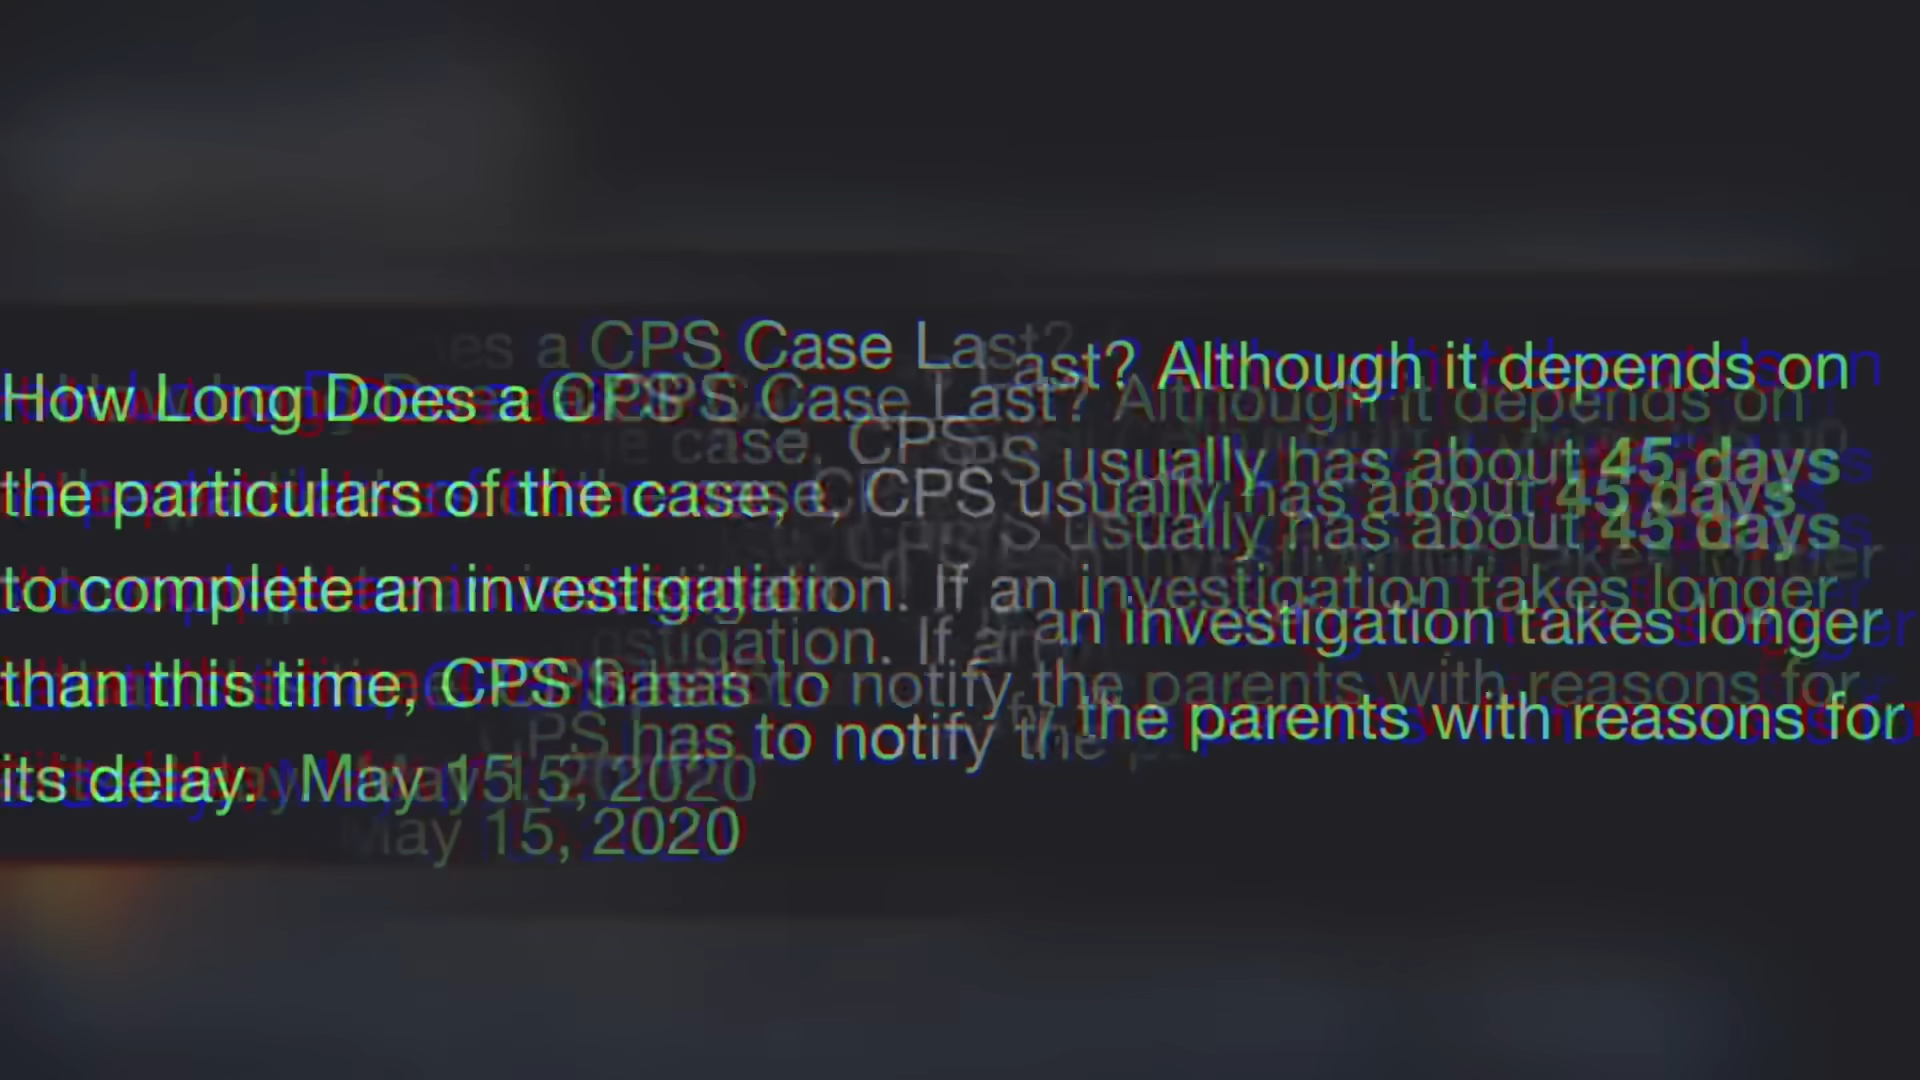 How Long Does a CPS Case Last? Although it depends on
the particulars of the case, CPS usually has about 45 days
to complete an investigation. If an investigation takes longer
than this time, CPS has to notify the parents with reasons for
its delay. May 15, 2020